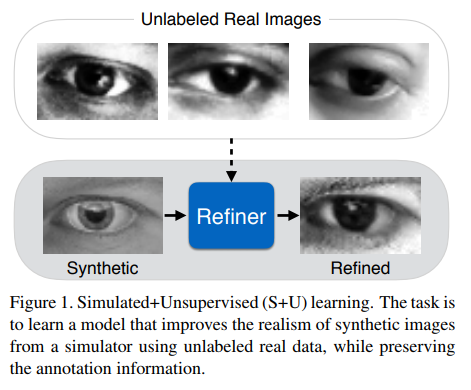 Unlabeled Real Images
Refiner
Synthetic
Refined
Figure 1. Simulated+Unsupervised (S+U) learning. The task is
to learn a model that improves the realism of synthetic images
from a simulator using unlabeled real data, while preserving
the annotation information.